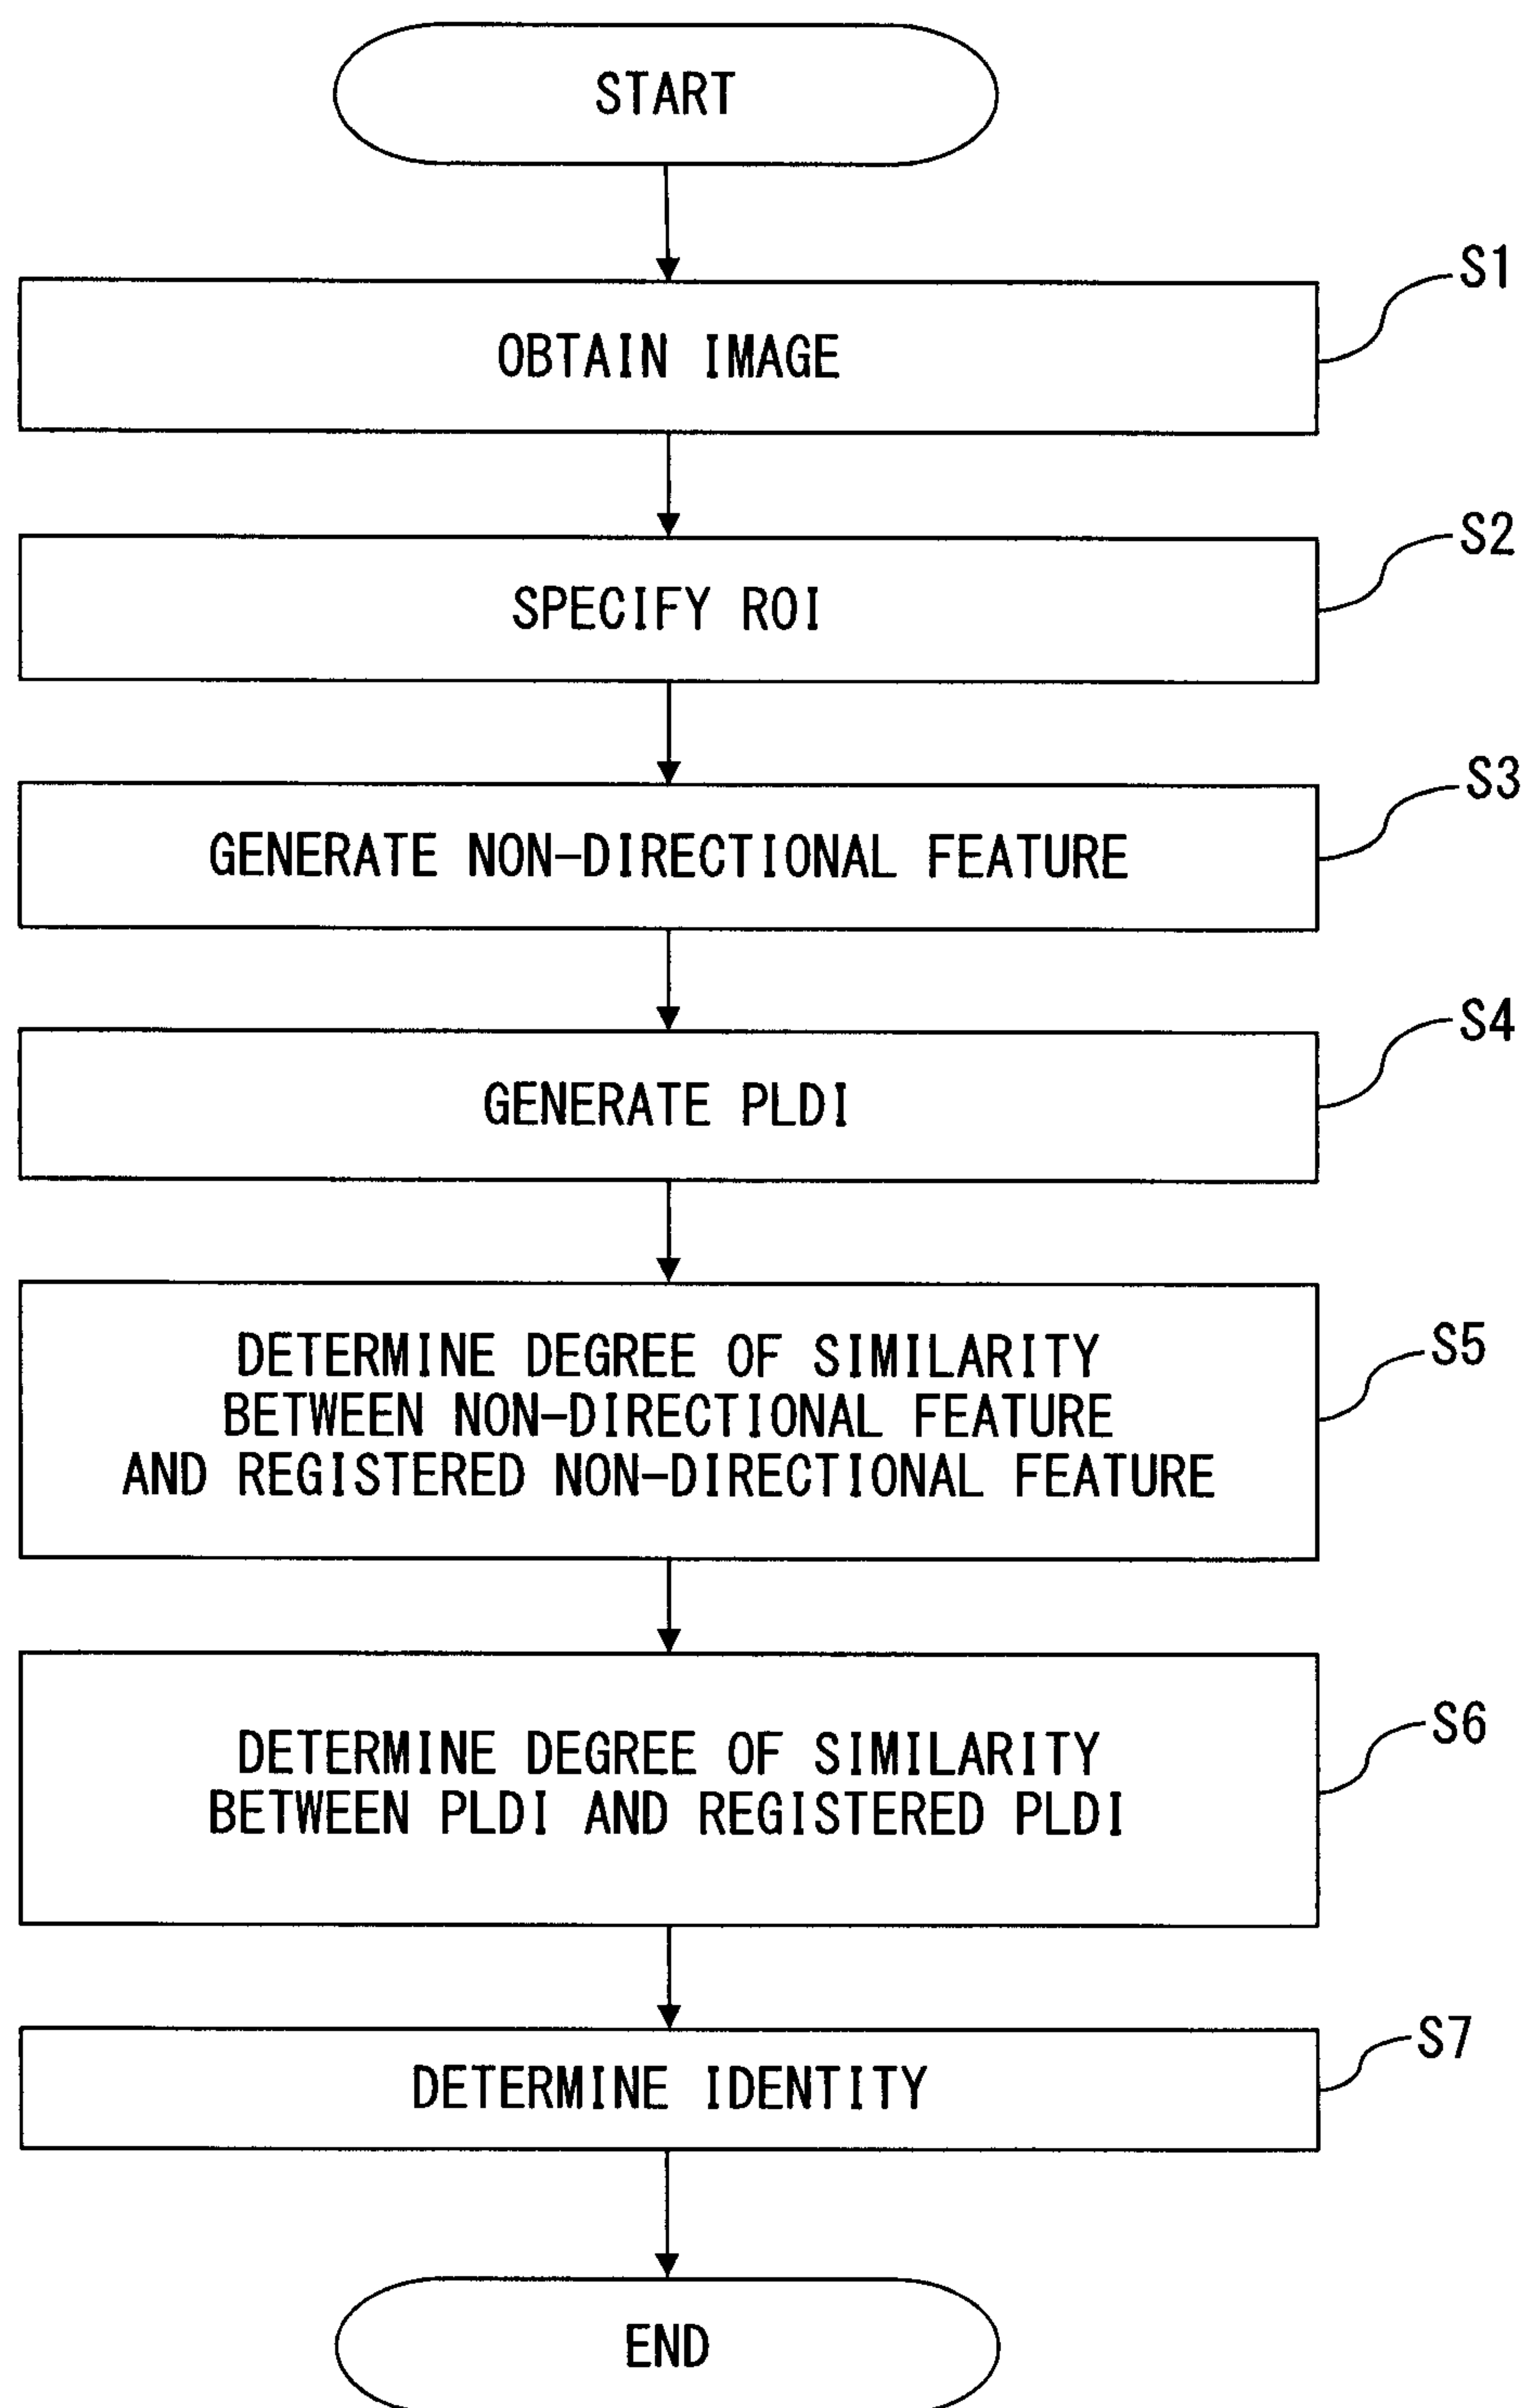 START
S1
OBTAIN IMAGE
S2
SPECIFY ROI
S3
GENERATE NON-DIRECTIONAL FEATURE
S4
GENERATE PLDI
S5
DETERMINE DEGREE OF SIMILARITY
BETWEEN NON-DIRECTIONAL FEATURE
AND REGISTERED NON-DIRECTIONAL FEATURE
S6
DETERMINE DEGREE OF SIMILARITY
BETWEEN PLDI AND REGISTERED PLDI
S7
DETERMINE IDENTITY
END